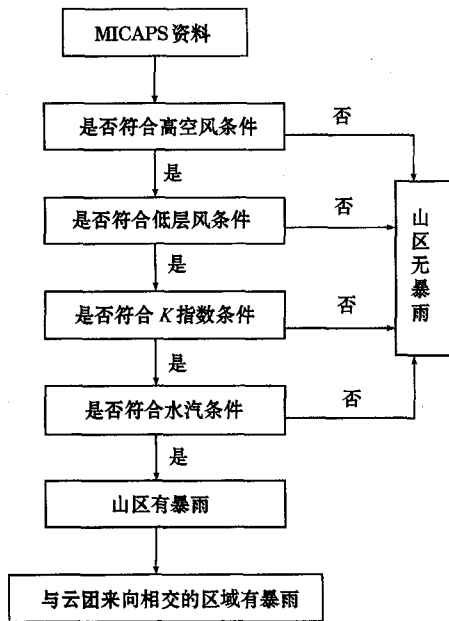 MICAPS资料
是否符合高空风条件
否
是
是否符合低层风条件
否
是
是否符合K指数条件
否
是
是否符合水汽条件
否
是
山区有暴雨
与云团来向相交的区域有暴雨
山区无暴雨